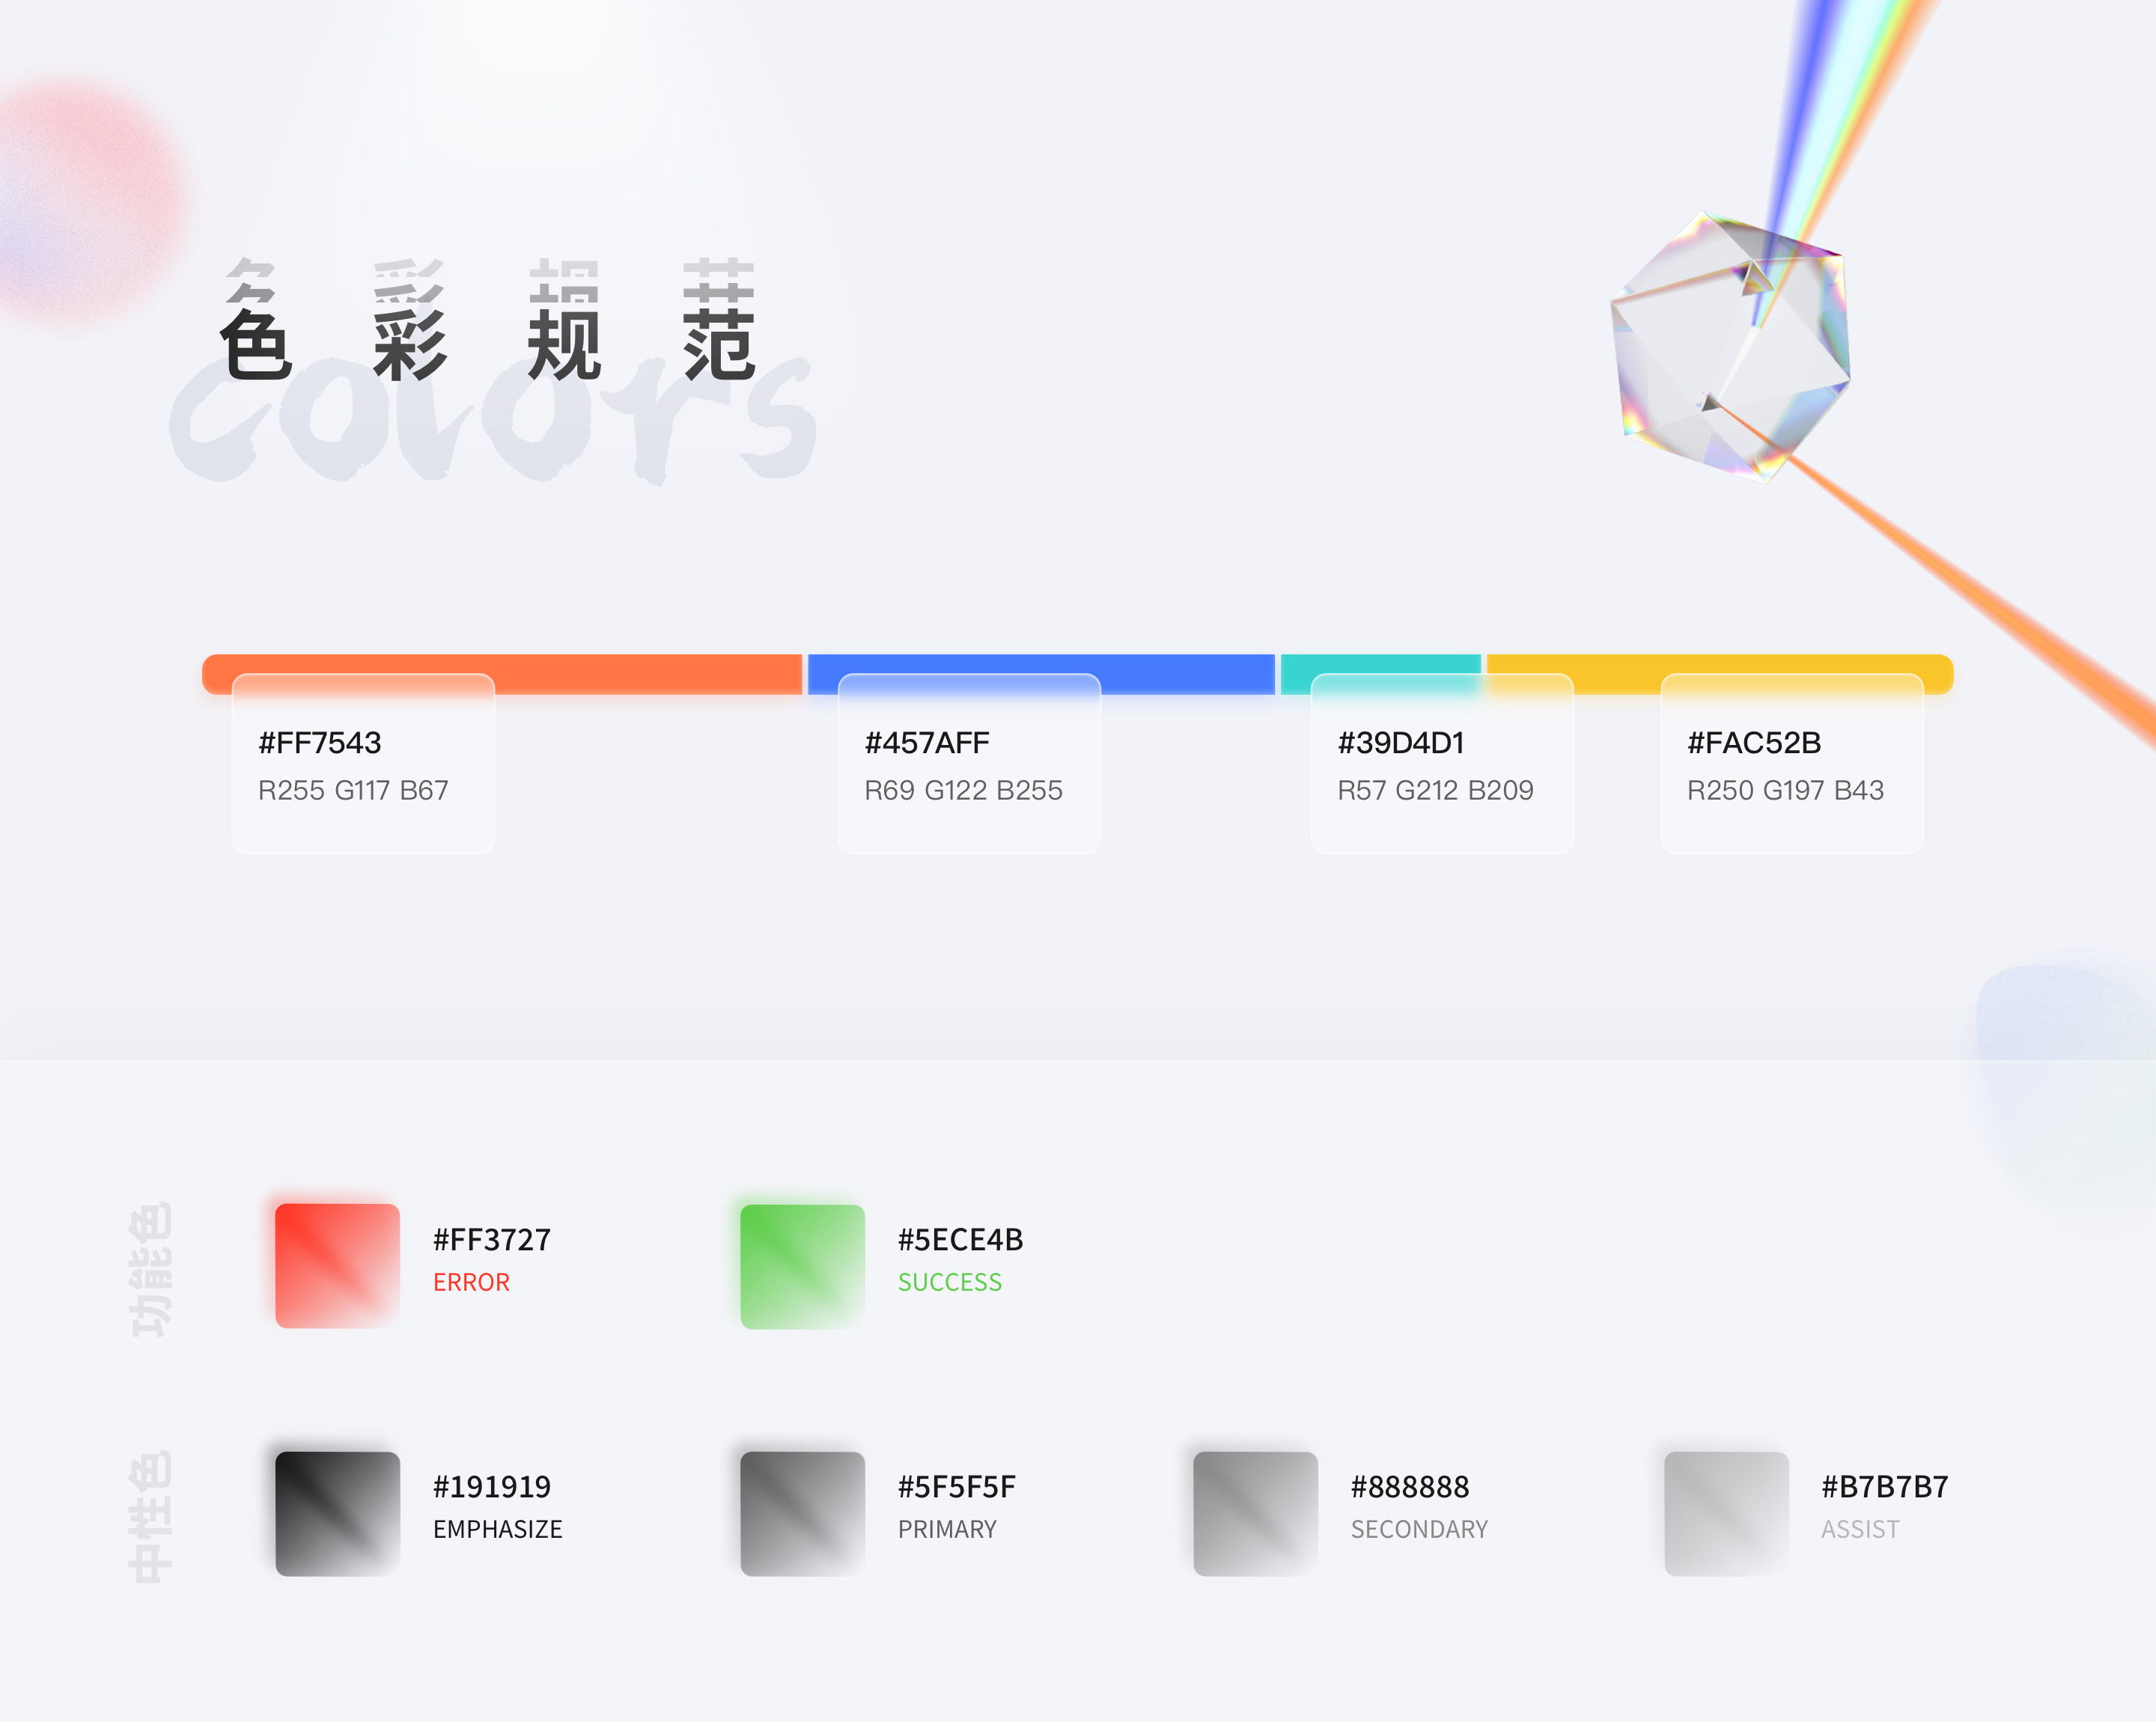 色彩规范
colors
#FF7543
R255 G117 B67
#457AFF
R69 G122 B255
#39D4D1
R57 G212 B209
#FAC52B
R250 G197 B43
功能色
#FF3727
ERROR
#5ECE4B
SUCCESS
中性色
#191919
EMPHASIZE
#5F5F5F
PRIMARY
#888888
SECONDARY
#B7B7B7
ASSIST